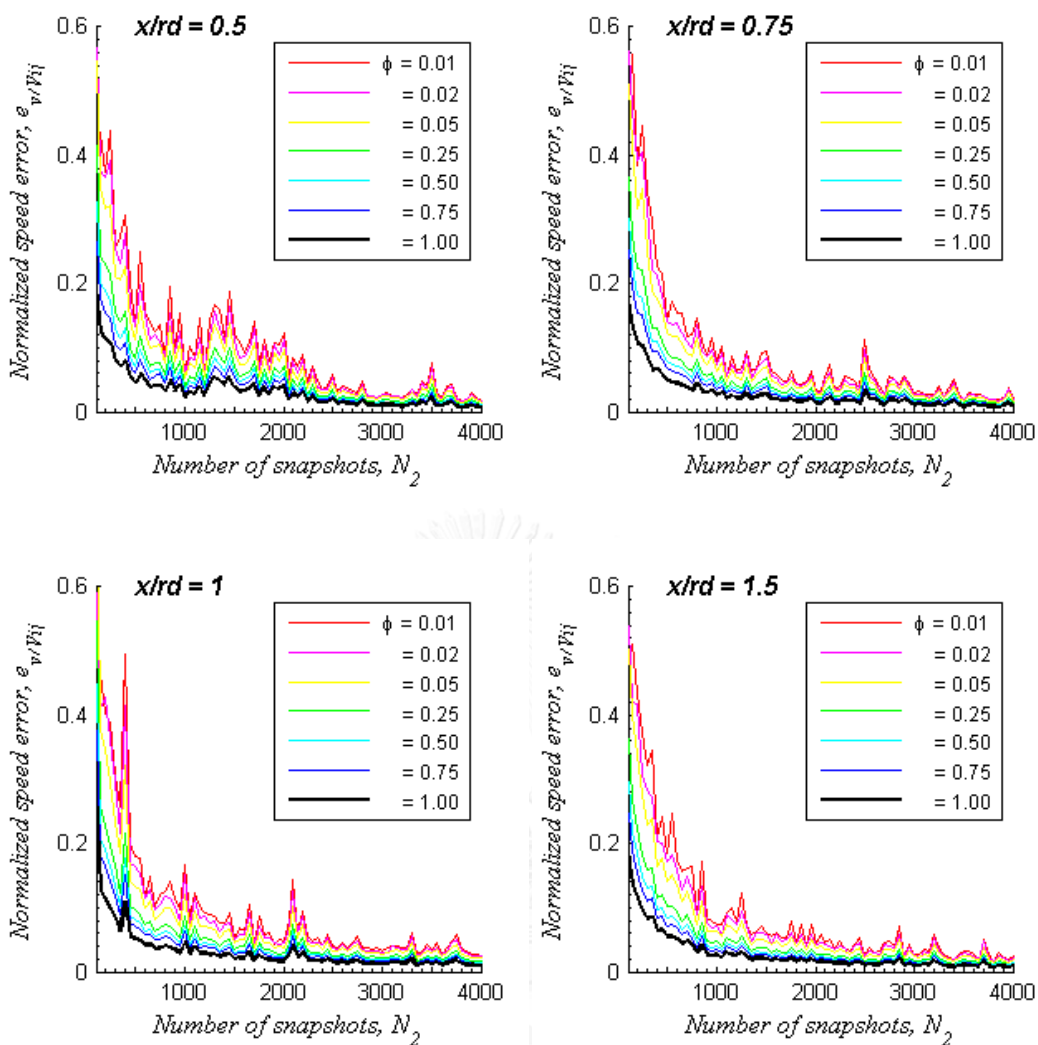 x/rd = 0.5
0.6
0.4
0.2
0
Normalized speed error, e_v/Vij
ϕ = 0.01
= 0.02
= 0.05
= 0.25
= 0.50
= 0.75
= 1.00
1000 2000 3000 4000
Number of snapshots, N_2
x/rd = 0.75
0.6
0.4
0.2
0
Normalized speed error, e_v/Vij
ϕ = 0.01
= 0.02
= 0.05
= 0.25
= 0.50
= 0.75
= 1.00
1000 2000 3000 4000
Number of snapshots, N_2
x/rd = 1
0.6
0.4
0.2
0
Normalized speed error, e_v/Vij
ϕ = 0.01
= 0.02
= 0.05
= 0.25
= 0.50
= 0.75
= 1.00
1000 2000 3000 4000
Number of snapshots, N_2
x/rd = 1.5
0.6
0.4
0.2
0
Normalized speed error, e_v/Vij
ϕ = 0.01
= 0.02
= 0.05
= 0.25
= 0.50
= 0.75
= 1.00
1000 2000 3000 4000
Number of snapshots, N_2